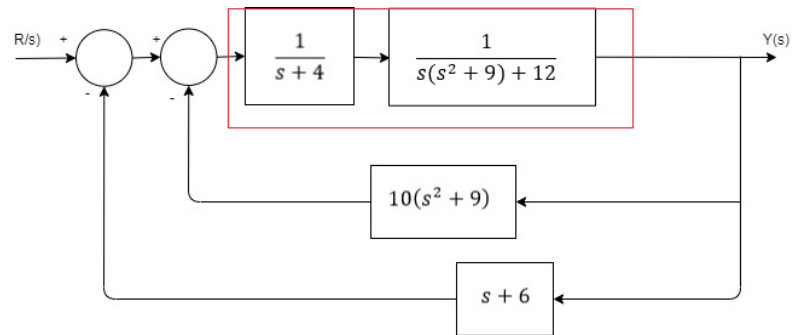 R/s) + + 1/(s + 4) 1/(s(s² + 9) + 12) Y(s)
- -
10(s² + 9)
s + 6